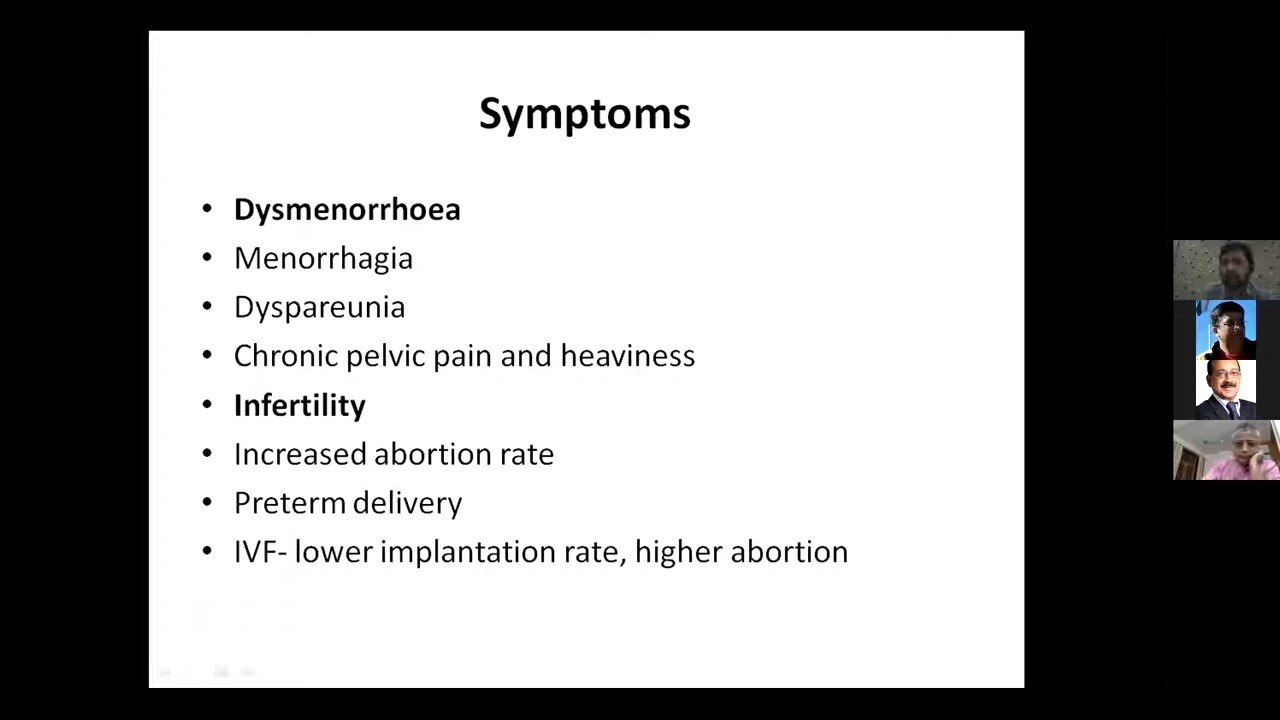 Symptoms
• Dysmenorrhoea
• Menorrhagia
• Dyspareunia
• Chronic pelvic pain and heaviness
• Infertility
• Increased abortion rate
• Preterm delivery
• IVF- lower implantation rate, higher abortion